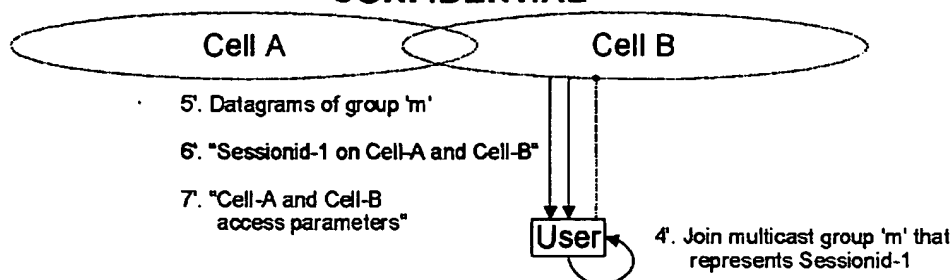 Cell A
Cell B
5'. Datagrams of group 'm'
6'. "Sessionid-1 on Cell-A and Cell-B"
7'. "Cell-A and Cell-B
access parameters"
User
4'. Join multicast group 'm' that
represents Sessionid-1